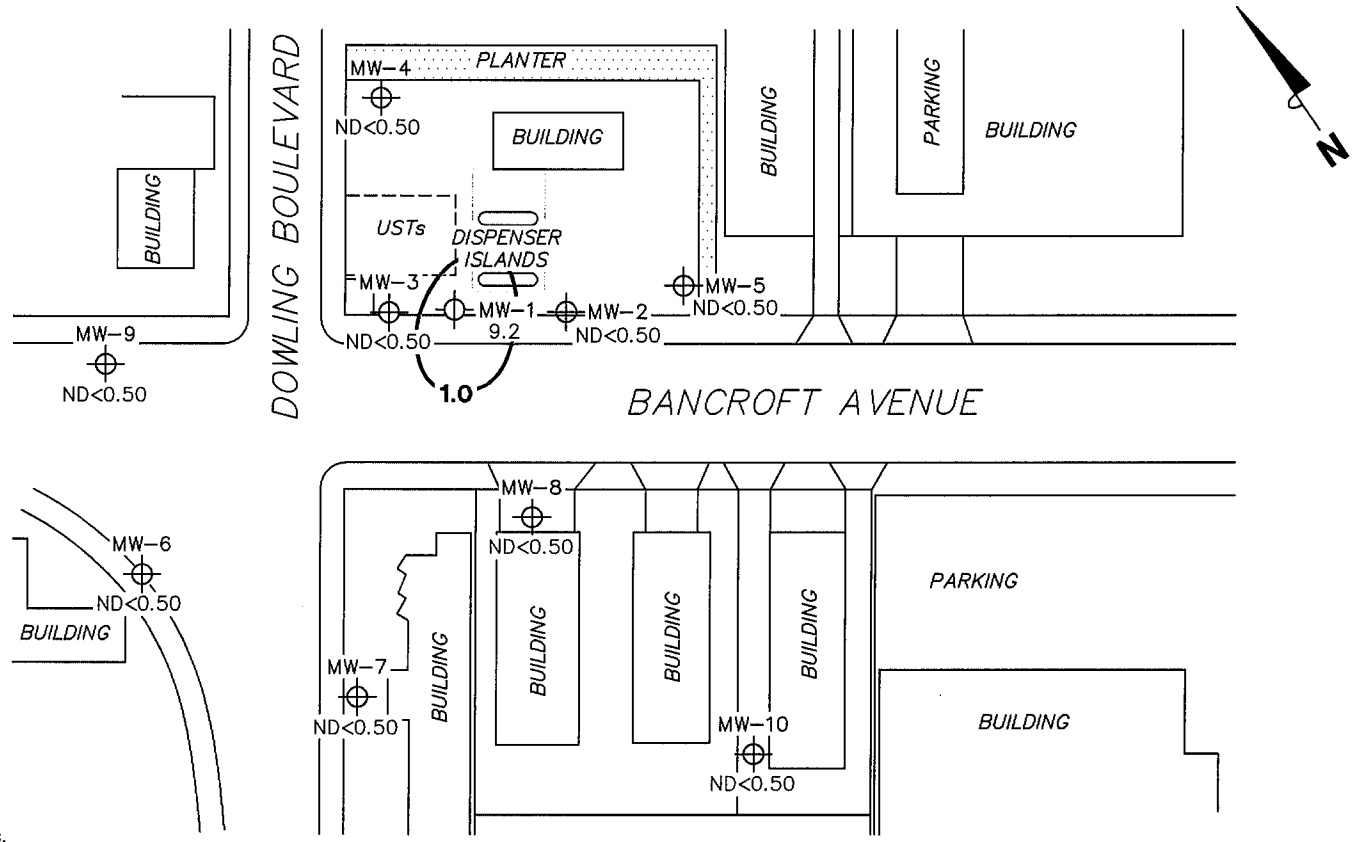 DOWLING BOULEVARD
PLANTER
MW-4
ND<0.50
BUILDING
BUILDING
PARKING
BUILDING
N
BUILDING
USTs
DISPENSER
ISLANDS
MW-3
ND<0.50
MW-1
9.2
MW-2
ND<0.50
MW-5
ND<0.50
MW-9
ND<0.50
1.0
BANCROFT AVENUE
MW-8
ND<0.50
MW-6
ND<0.50
BUILDING
MW-7
ND<0.50
BUILDING
BUILDING
BUILDING
BUILDING
MW-10
ND<0.50
PARKING
BUILDING